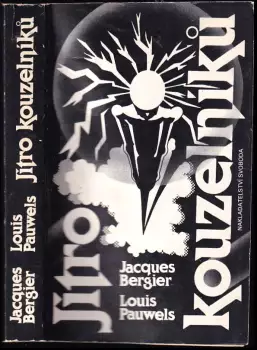 Jacques
Bergier
Louis
Pauwels
Jitro kouzelníků
Jitro
kouzelníků
Jacques
Bergier
Louis
Pauwels
NAKLADATELSTVÍ SVOBODA